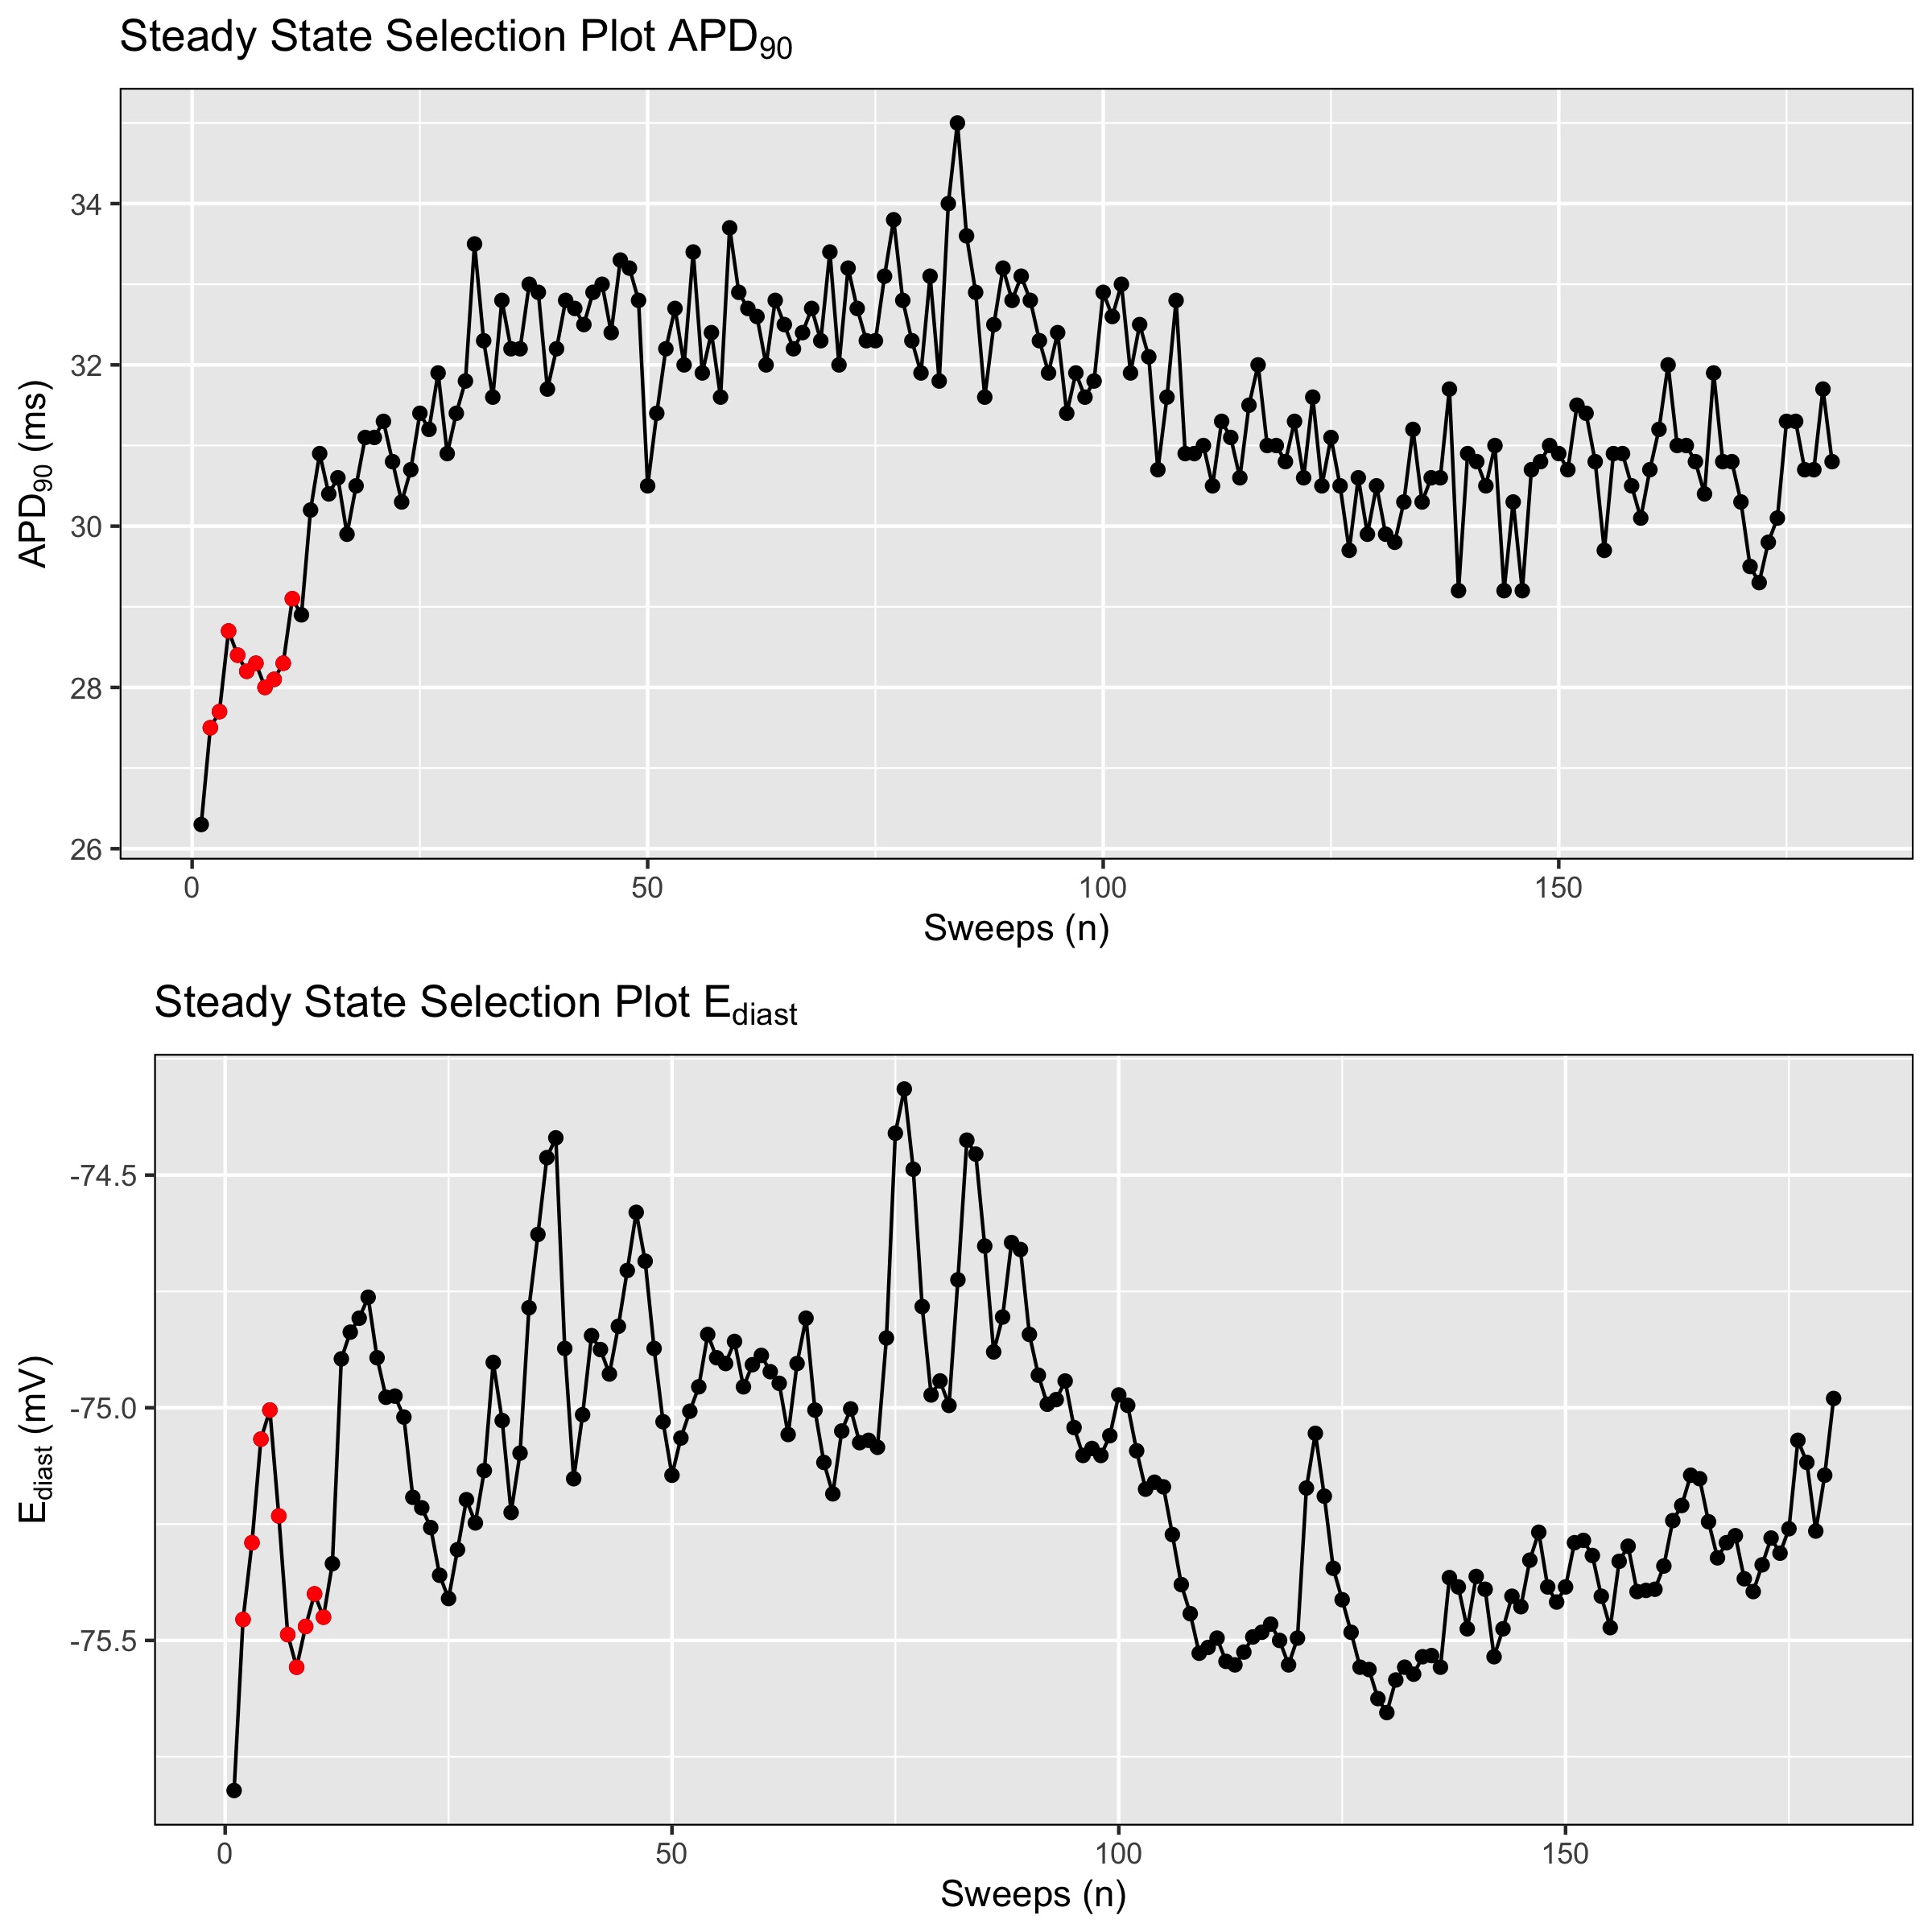 Steady State Selection Plot APD90
34
32
30
28
26
APD90 (ms)
0 50 100 150
Sweeps (n)
Steady State Selection Plot Ediast
-74.5
-75.0
-75.5
Ediast (mV)
0 50 100 150
Sweeps (n)